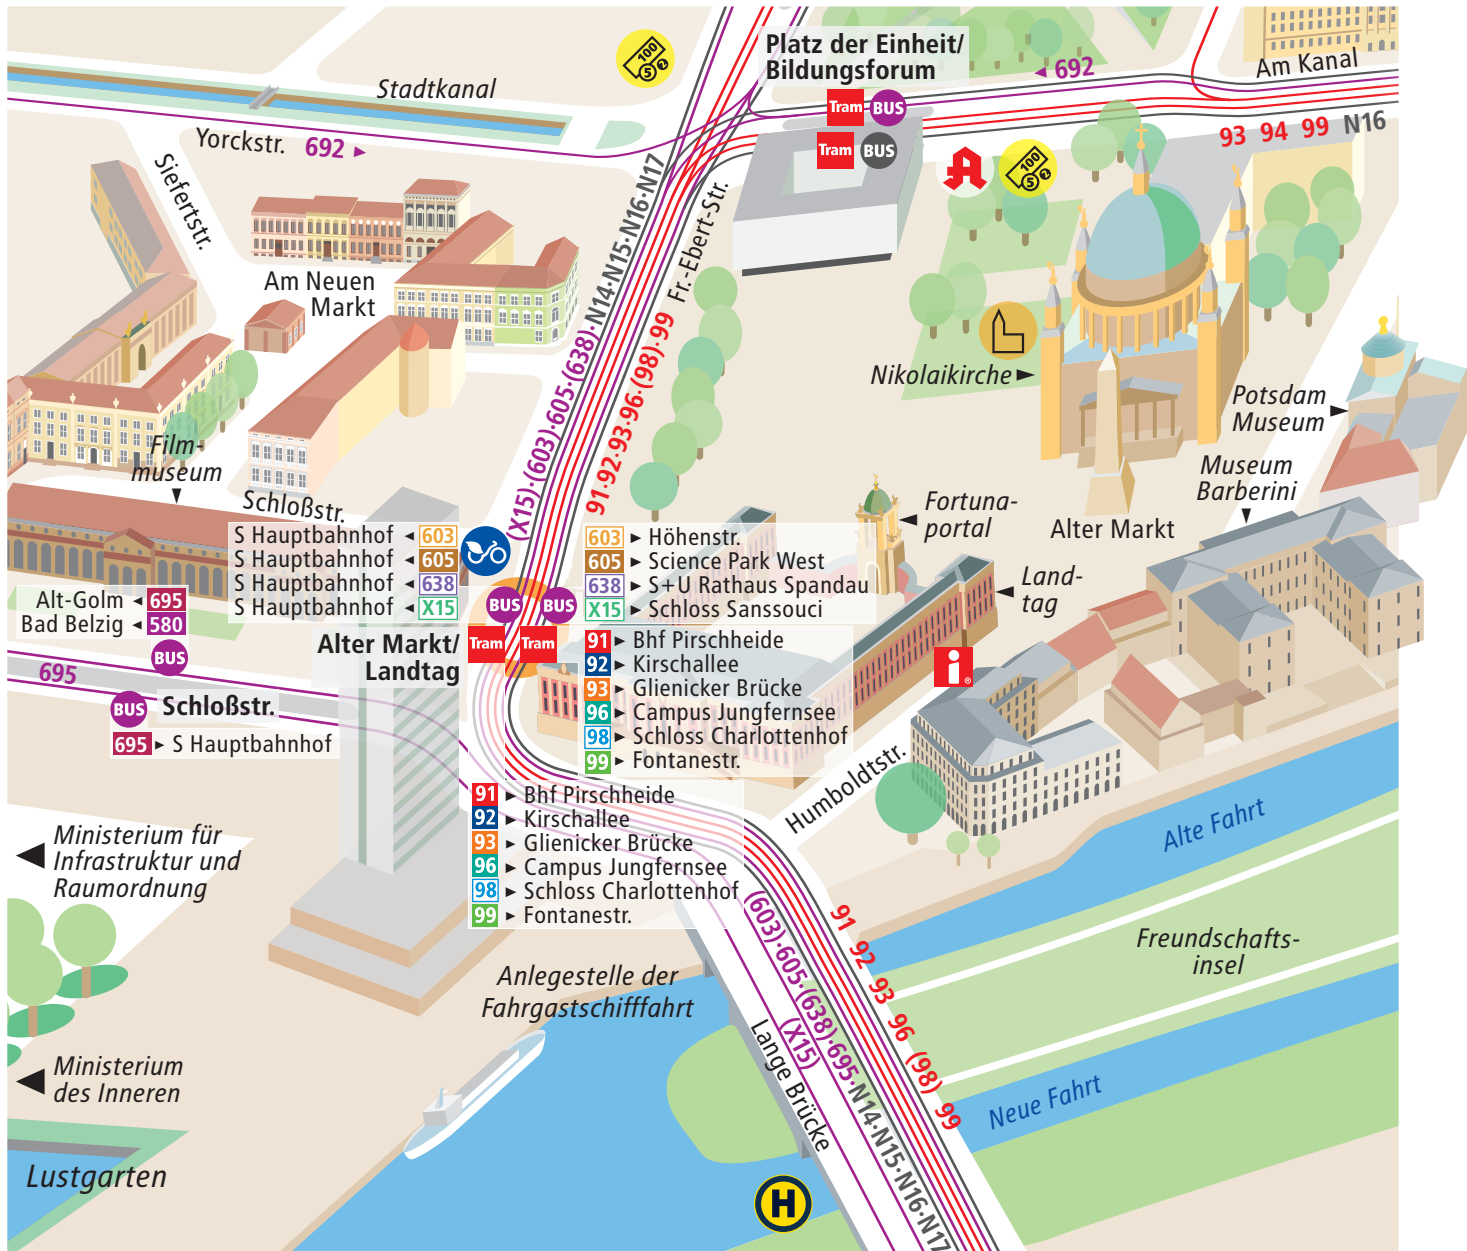 Platz der Einheit/
Bildungsforum
100
5
2
Stadtkanal
◄ 692
Am Kanal
Tram BUS
Tram BUS
93 94 99 N16
Yorckstr. 692 ►
Siefertstr.
100
5
2
Am Neuen
Markt
(X15)·(603)·605·(638)·N14·N15·N16·N17
91·92·93·96·(98)·99
Fr.-Ebert-Str.
Nikolaikirche ►
Potsdam
Museum ►
Museum
Barberini
▼
Film-
museum
▼
Schloßstr.
Fortuna-
portal
◄
Alter Markt
Land-
tag
◄
S Hauptbahnhof ◄ 603
S Hauptbahnhof ◄ 605
S Hauptbahnhof ◄ 638
S Hauptbahnhof ◄ X15
603 ► Höhenstr.
605 ► Science Park West
638 ► S+U Rathaus Spandau
X15 ► Schloss Sanssouci
Alt-Golm ◄ 695
Bad Belzig ◄ 580
BUS
BUS BUS
Tram Tram
Alter Markt/
Landtag
91 ► Bhf Pirschheide
92 ► Kirschallee
93 ► Glienicker Brücke
96 ► Campus Jungfernsee
98 ► Schloss Charlottenhof
99 ► Fontanestr.
i
®
695
BUS Schloßstr.
695 ► S Hauptbahnhof
Humboldtstr.
91 ► Bhf Pirschheide
92 ► Kirschallee
93 ► Glienicker Brücke
96 ► Campus Jungfernsee
98 ► Schloss Charlottenhof
99 ► Fontanestr.
◄ Ministerium für
Infrastruktur und
Raumordnung
Alte Fahrt
Freundschafts-
insel
Anlegestelle der
Fahrgastschifffahrt
(603)·605·(638)·695·N14·N15·N16·N17
(X15)
91 92 93 96 (98) 99
Lange Brücke
Neue Fahrt
◄ Ministerium
des Inneren
Lustgarten
H